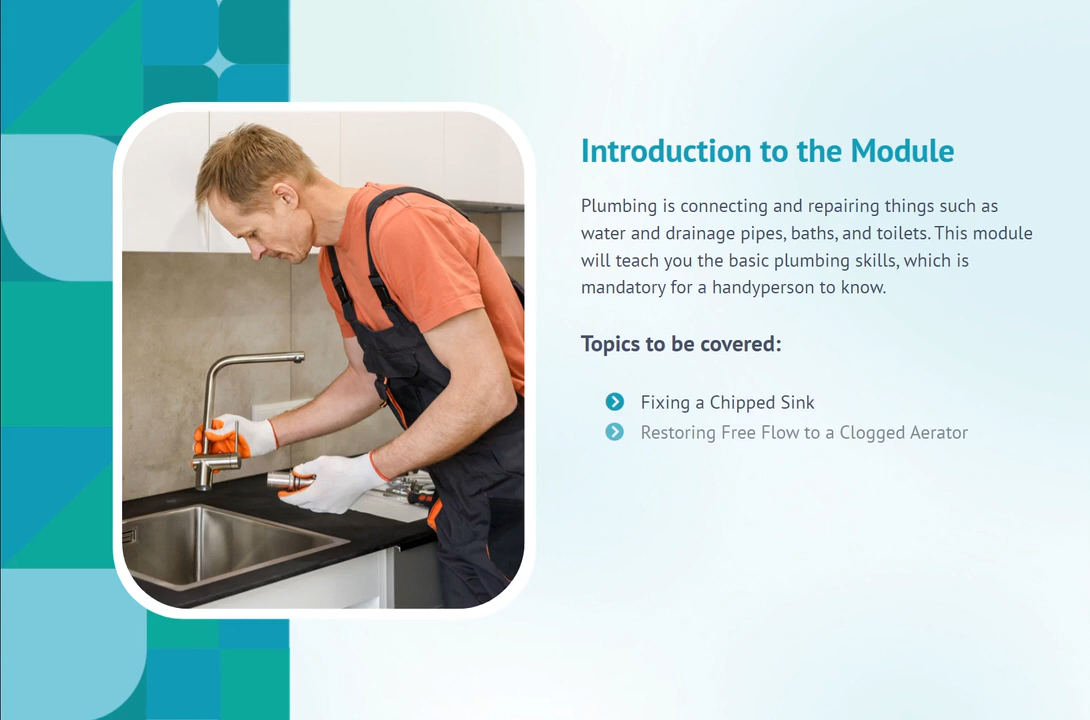 Introduction to the Module
Plumbing is connecting and repairing things such as
water and drainage pipes, baths, and toilets. This module
will teach you the basic plumbing skills, which is
mandatory for a handyperson to know.
Topics to be covered:
Fixing a Chipped Sink
Restoring Free Flow to a Clogged Aerator